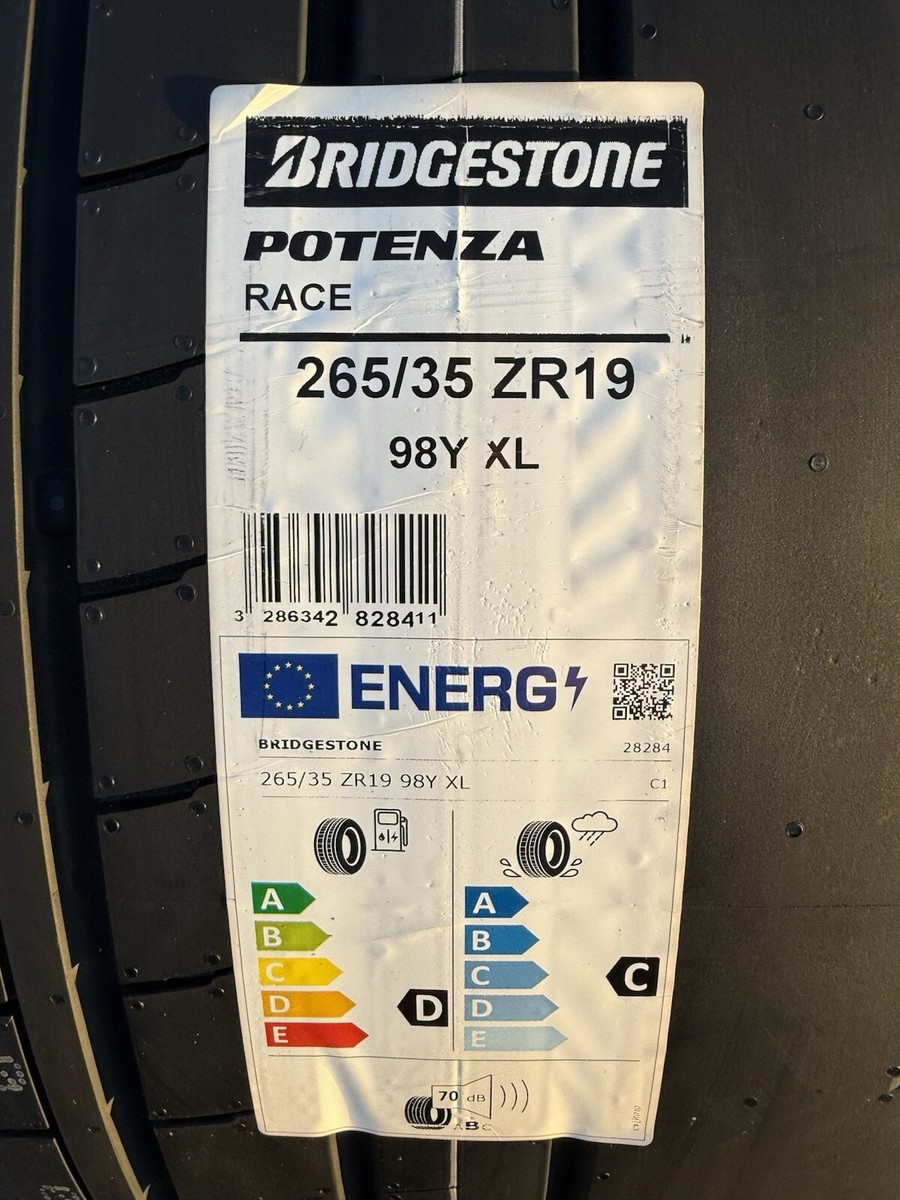 BRIDGESTONE
POTENZA
RACE
265/35 ZR19
98Y XL
3 286342 828411
ENERG
BRIDGESTONE 28284
265/35 ZR19 98Y XL C1
A A
B B
C C C
D D D
E E
70 dB
ABC